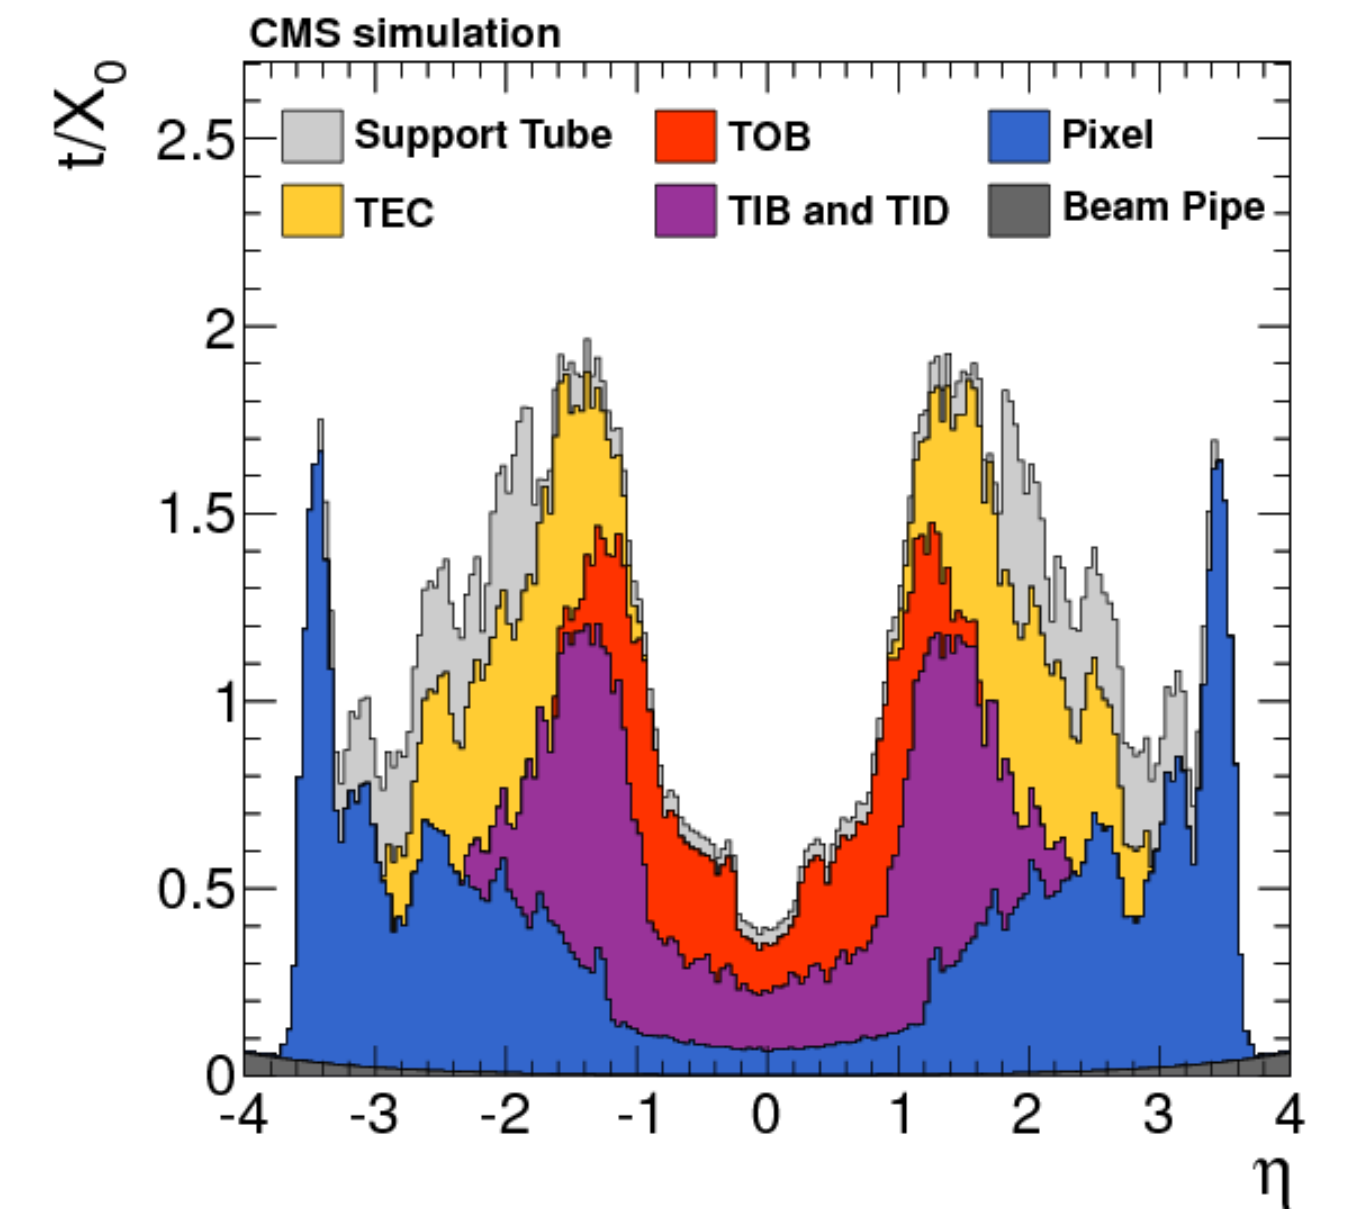 CMS simulation
t/X0
Support Tube TOB Pixel
TEC TIB and TID Beam Pipe
2.5
2
1.5
1
0.5
0
-4 -3 -2 -1 0 1 2 3 4
η